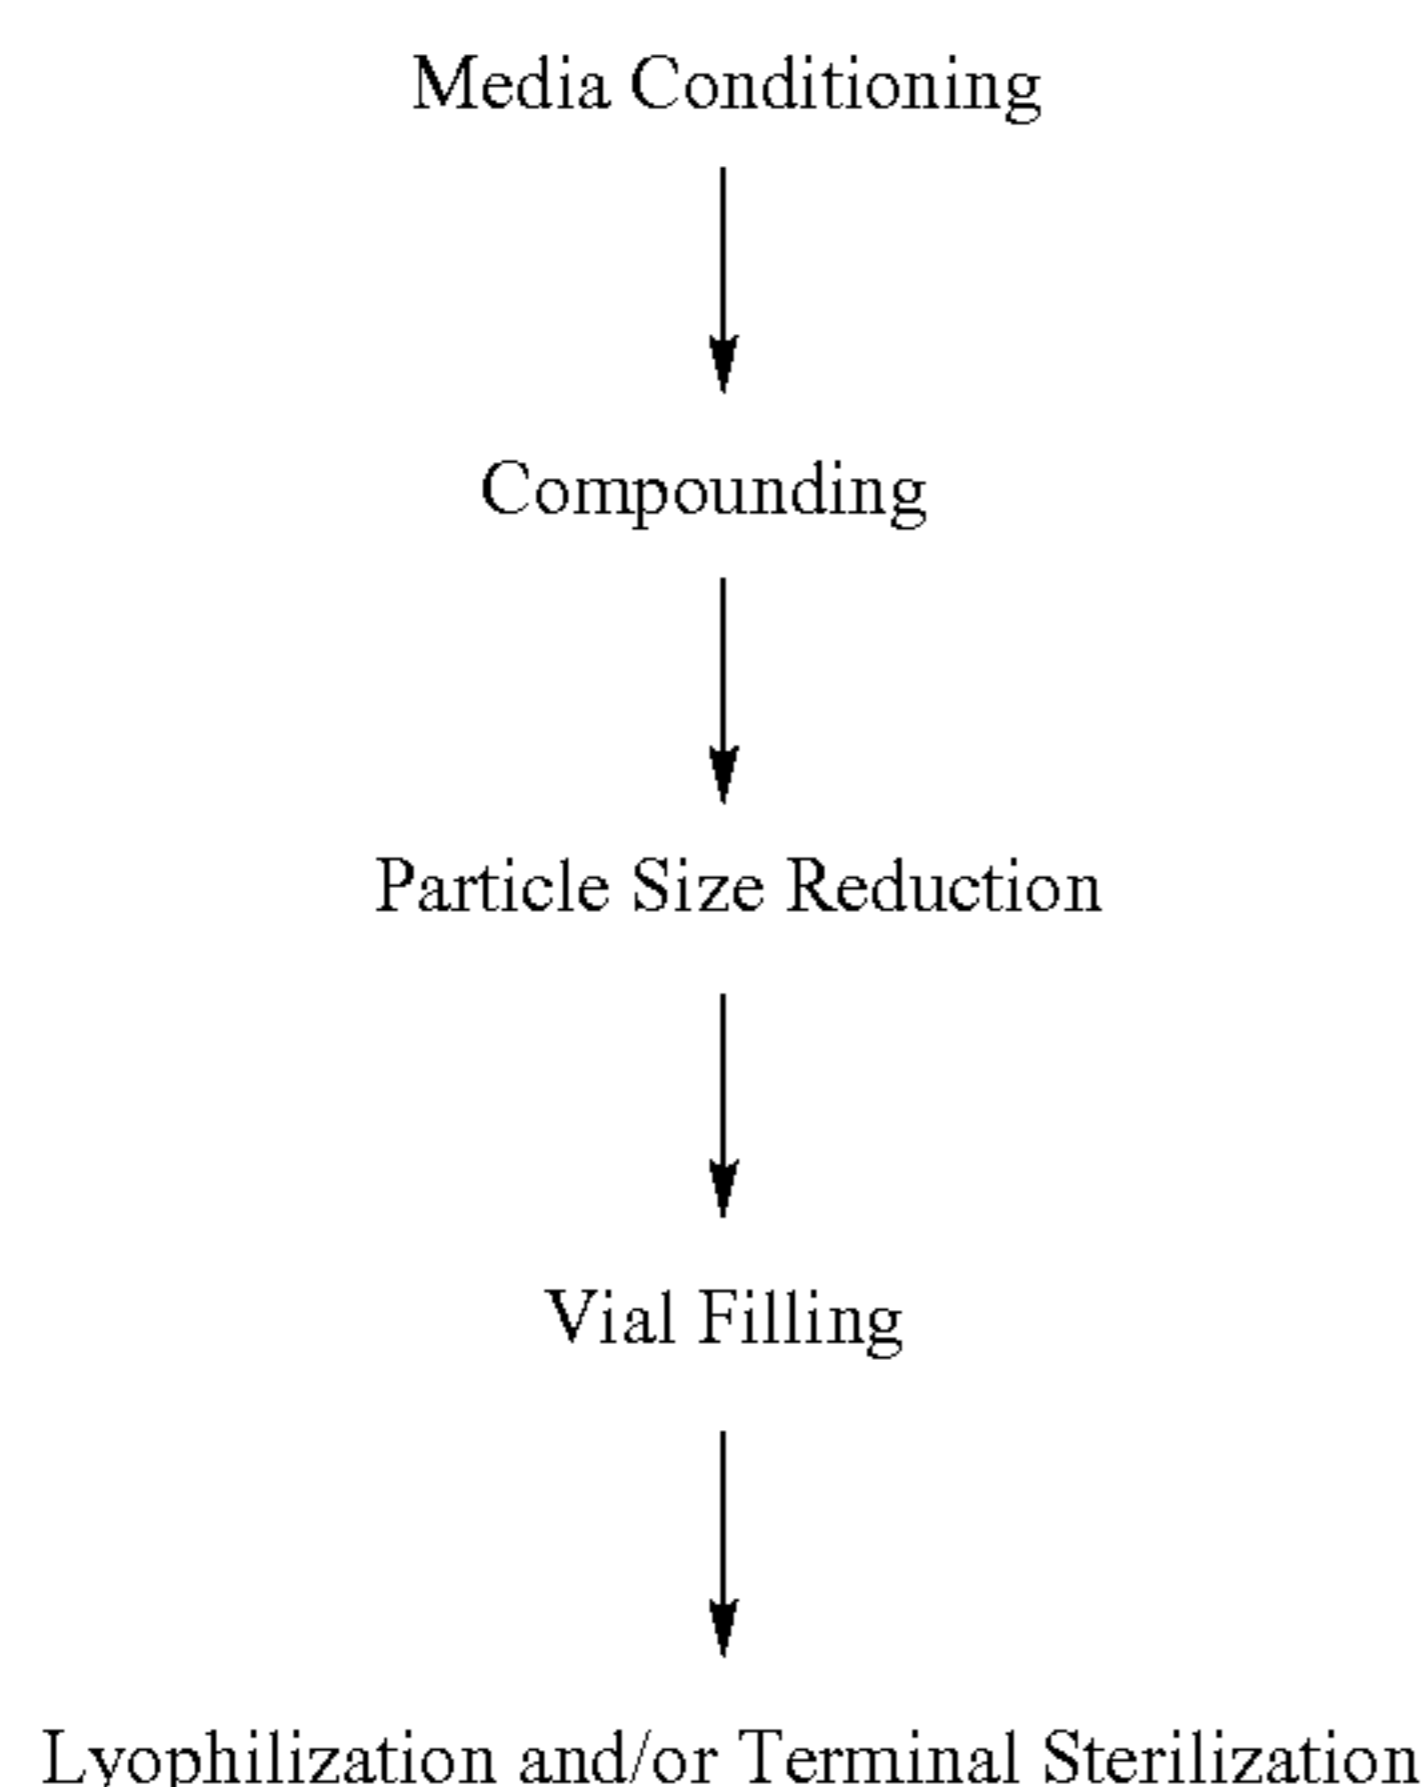 Media Conditioning
Compounding
Particle Size Reduction
Vial Filling
Lyophilization and/or Terminal Sterilization